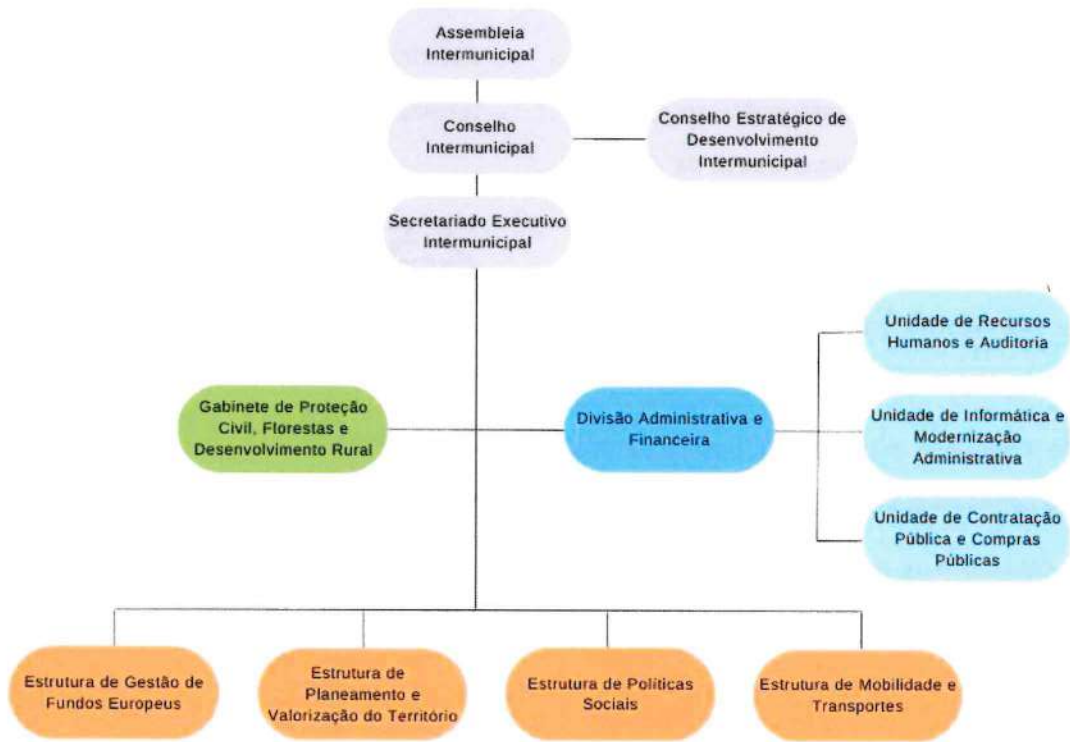 Assembleia
Intermunicipal
Conselho
Intermunicipal
Conselho Estratégico de
Desenvolvimento
Intermunicipal
Secretariado Executivo
Intermunicipal
Unidade de Recursos
Humanos e Auditoria
Gabinete de Proteção
Civil, Florestas e
Desenvolvimento Rural
Divisão Administrativa e
Financeira
Unidade de Informática e
Modernização
Administrativa
Unidade de Contratação
Pública e Compras
Públicas
Estrutura de Gestão de
Fundos Europeus
Estrutura de
Planeamento e
Valorização do Território
Estrutura de Políticas
Sociais
Estrutura de Mobilidade e
Transportes